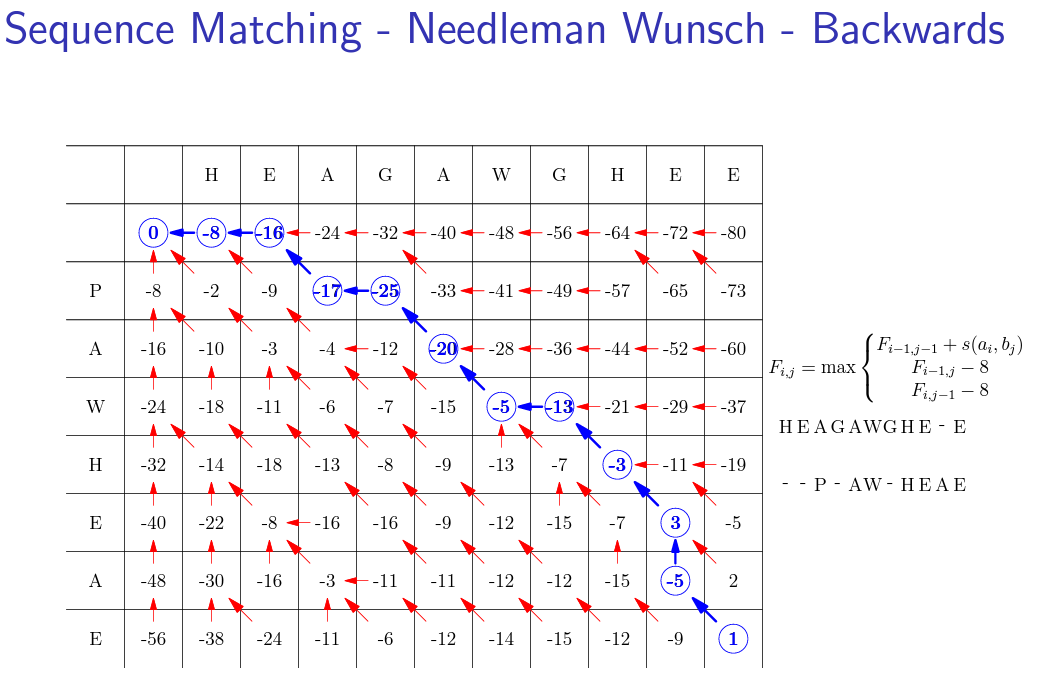 Sequence Matching - Needleman Wunsch - Backwards
H E A G A W G H E E
0 -8 -16 -24 -32 -40 -48 -56 -64 -72 -80
P -8 -2 -9 -17 -25 -33 -41 -49 -57 -65 -73
A -16 -10 -3 -4 -12 -20 -28 -36 -44 -52 -60
W -24 -18 -11 -6 -7 -15 -5 -13 -21 -29 -37
H -32 -14 -18 -13 -8 -9 -13 -7 -3 -11 -19
E -40 -22 -8 -16 -16 -9 -12 -15 -7 3 -5
A -48 -30 -16 -3 -11 -11 -12 -12 -15 -5 2
E -56 -38 -24 -11 -6 -12 -14 -15 -12 -9 1
F_{i-1,j-1} + s(a_i, b_j)
F_{i,j} = max { F_{i-1,j} - 8
F_{i,j-1} - 8
H E A G A W G H E - E
- - P - A W - H E A E